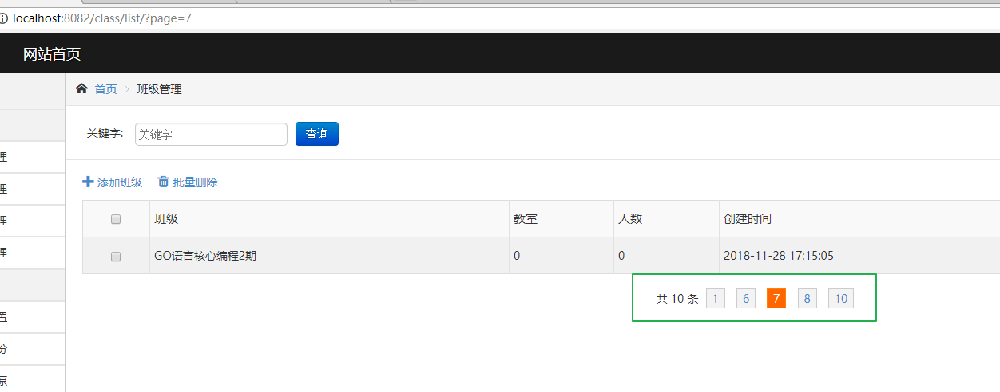 localhost:8082/class/list/?page=7
网站首页
首页 班级管理
理
关键字: 关键字 查询
理
理
添加班级 批量删除
班级 教室 人数 创建时间
理
GO语言核心编程2期 0 0 2018-11-28 17:15:05
共 10 条 1 6 7 8 10
置
份
原